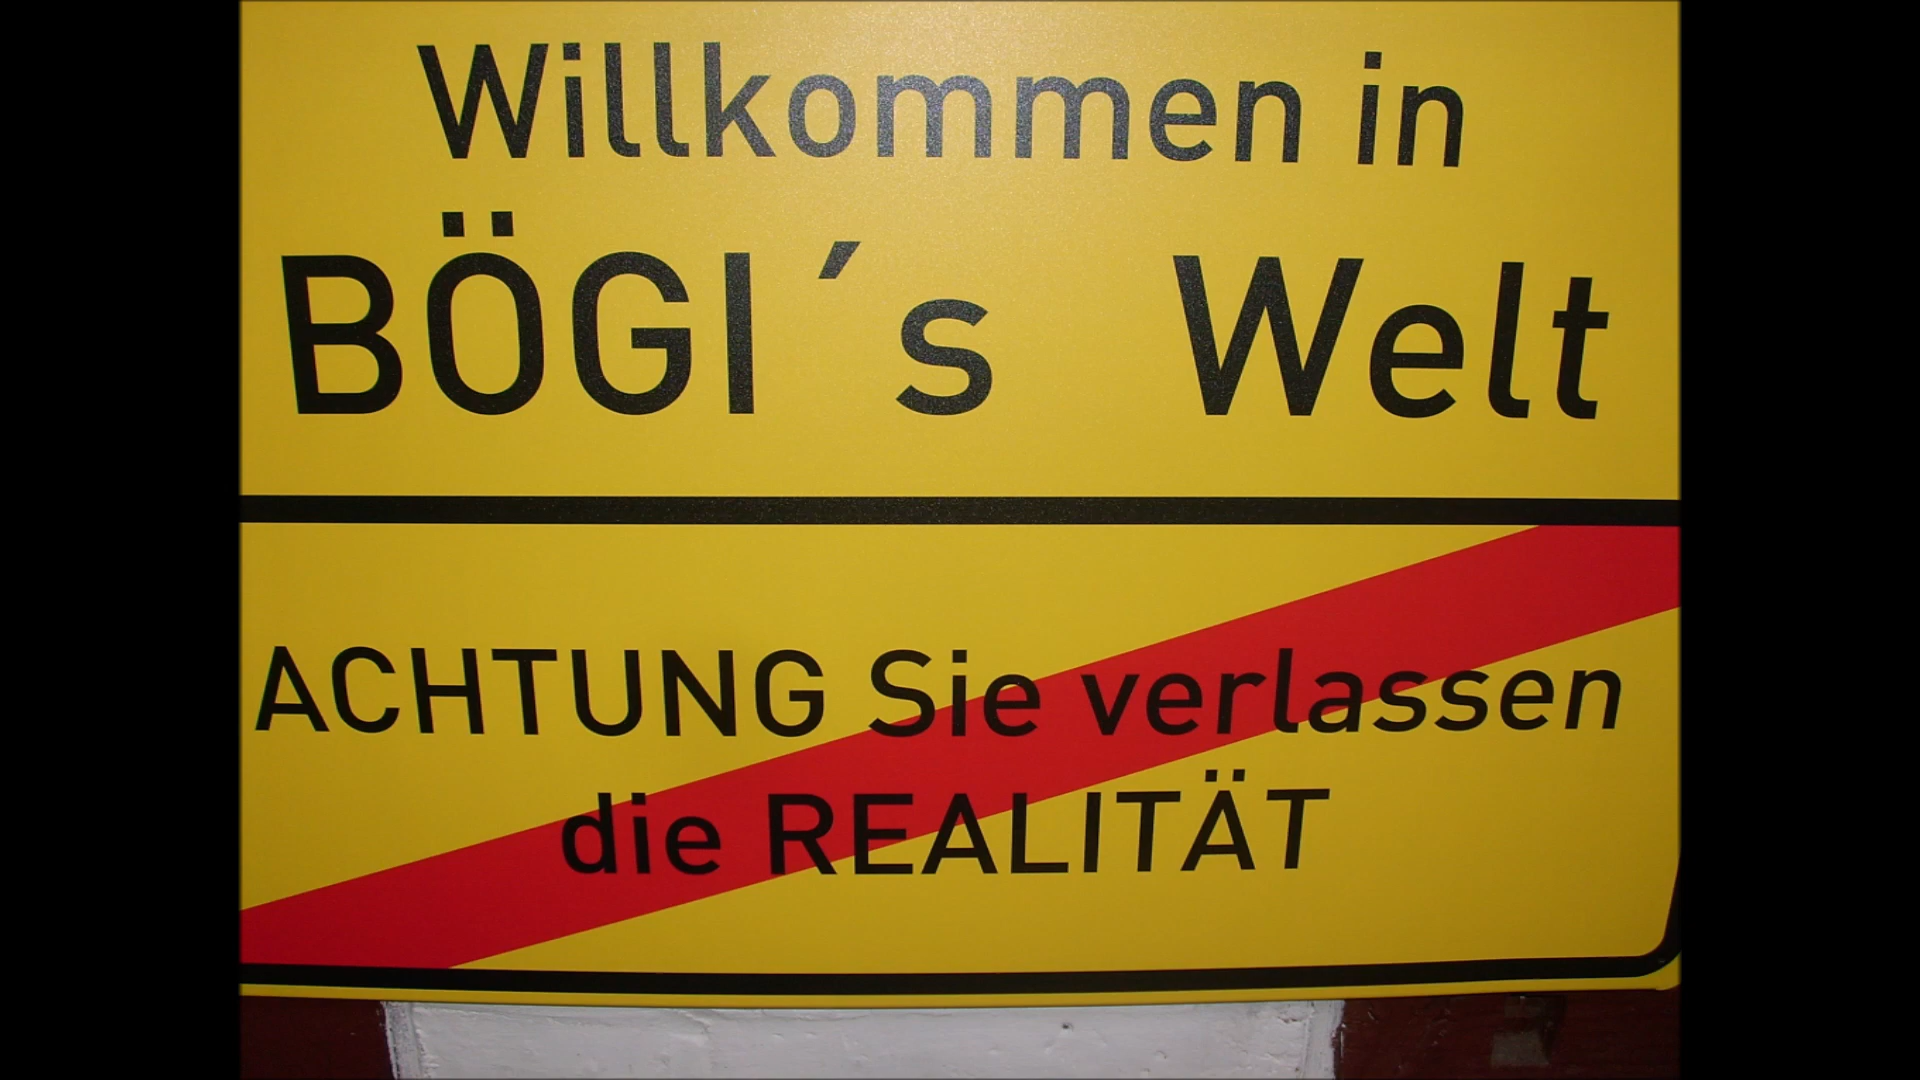 Willkommen in
BÖGI´s Welt
ACHTUNG Sie verlassen
die REALITÄT